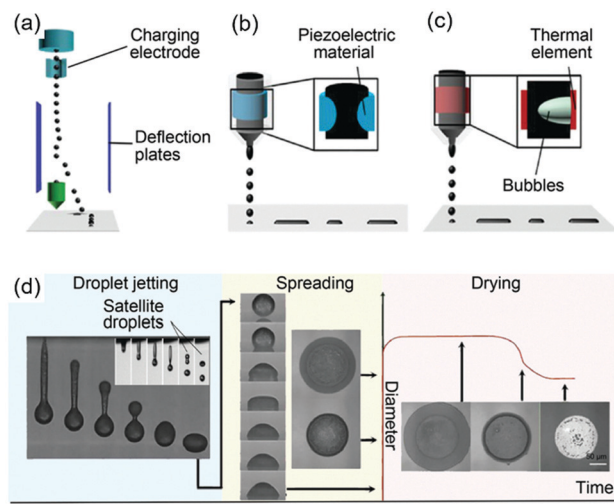 (a)
Charging
electrode
Deflection
plates
(b)
Piezoelectric
material
(c)
Thermal
element
Bubbles
(d)
Droplet jetting
Satellite
droplets
Spreading
Drying
Diameter
50 µm
Time